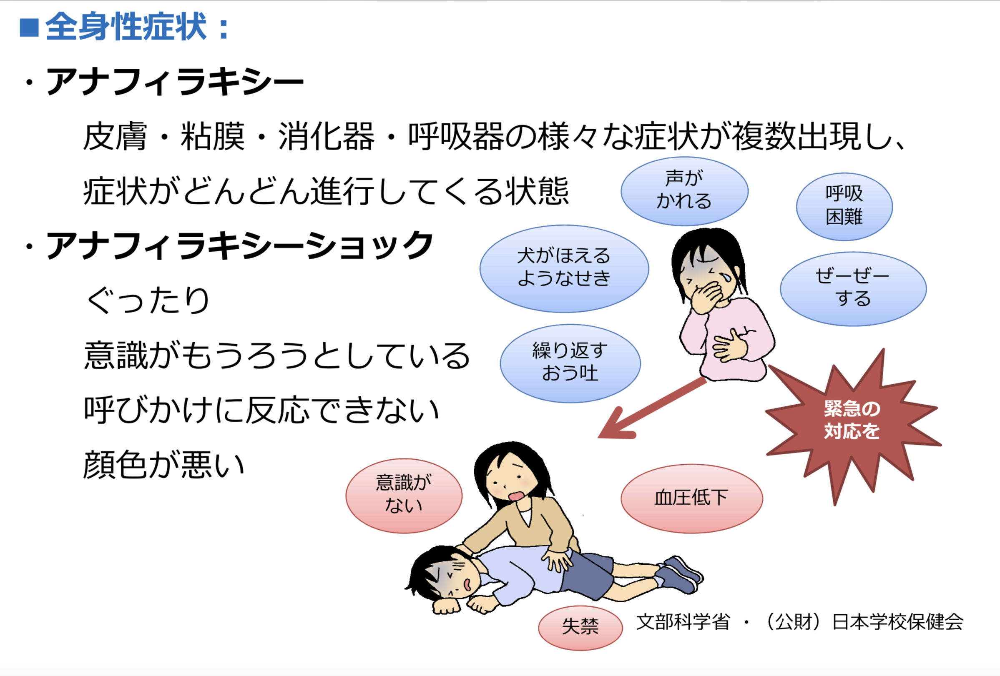 ■全身性症状：
・アナフィラキシー
皮膚・粘膜・消化器・呼吸器の様々な症状が複数出現し、
症状がどんどん進行してくる状態
・アナフィラキシーショック
ぐったり
意識がもうろうとしている
呼びかけに反応できない
顔色が悪い
声が
かれる
呼吸
困難
犬がほえる
ようなせき
ぜーぜー
する
繰り返す
おう吐
緊急の
対応を
意識が
ない
血圧低下
失禁
文部科学省 ・（公財）日本学校保健会